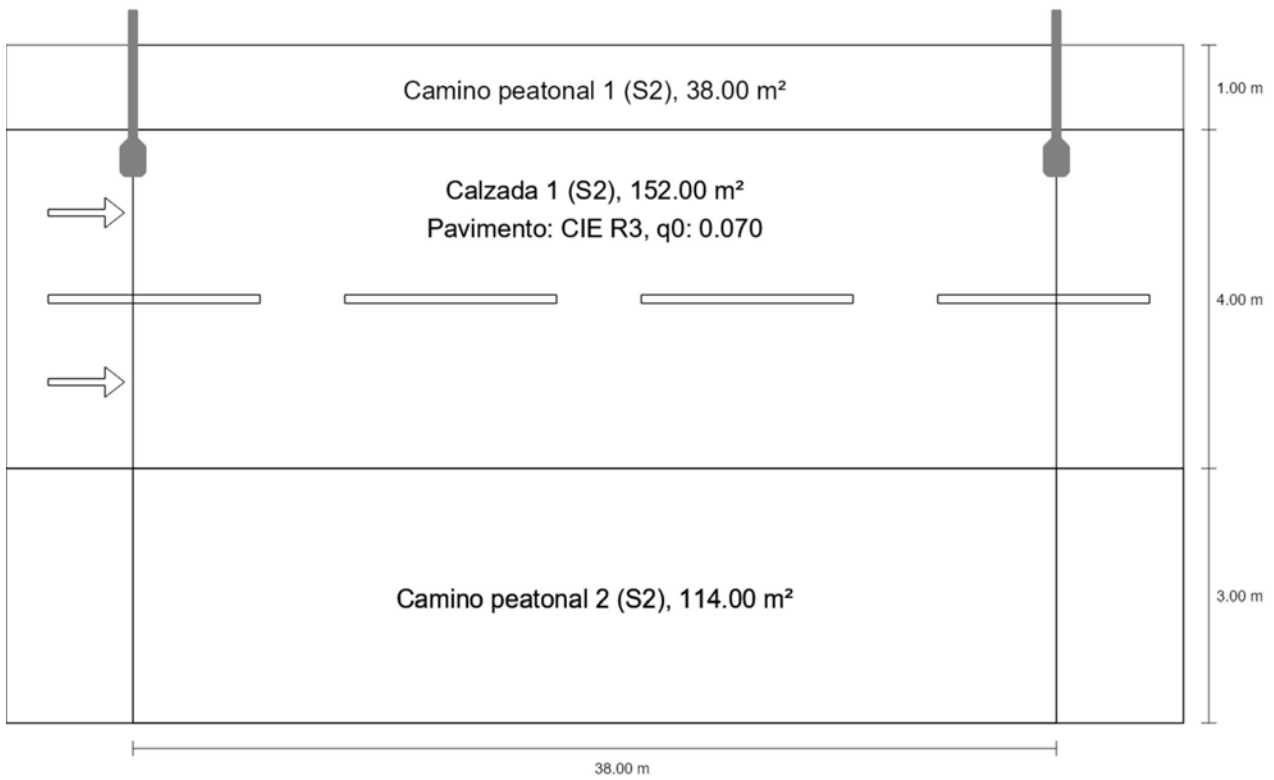 Camino peatonal 1 (S2), 38.00 m²
1.00 m
Calzada 1 (S2), 152.00 m²
Pavimento: CIE R3, q0: 0.070
4.00 m
Camino peatonal 2 (S2), 114.00 m²
3.00 m
38.00 m